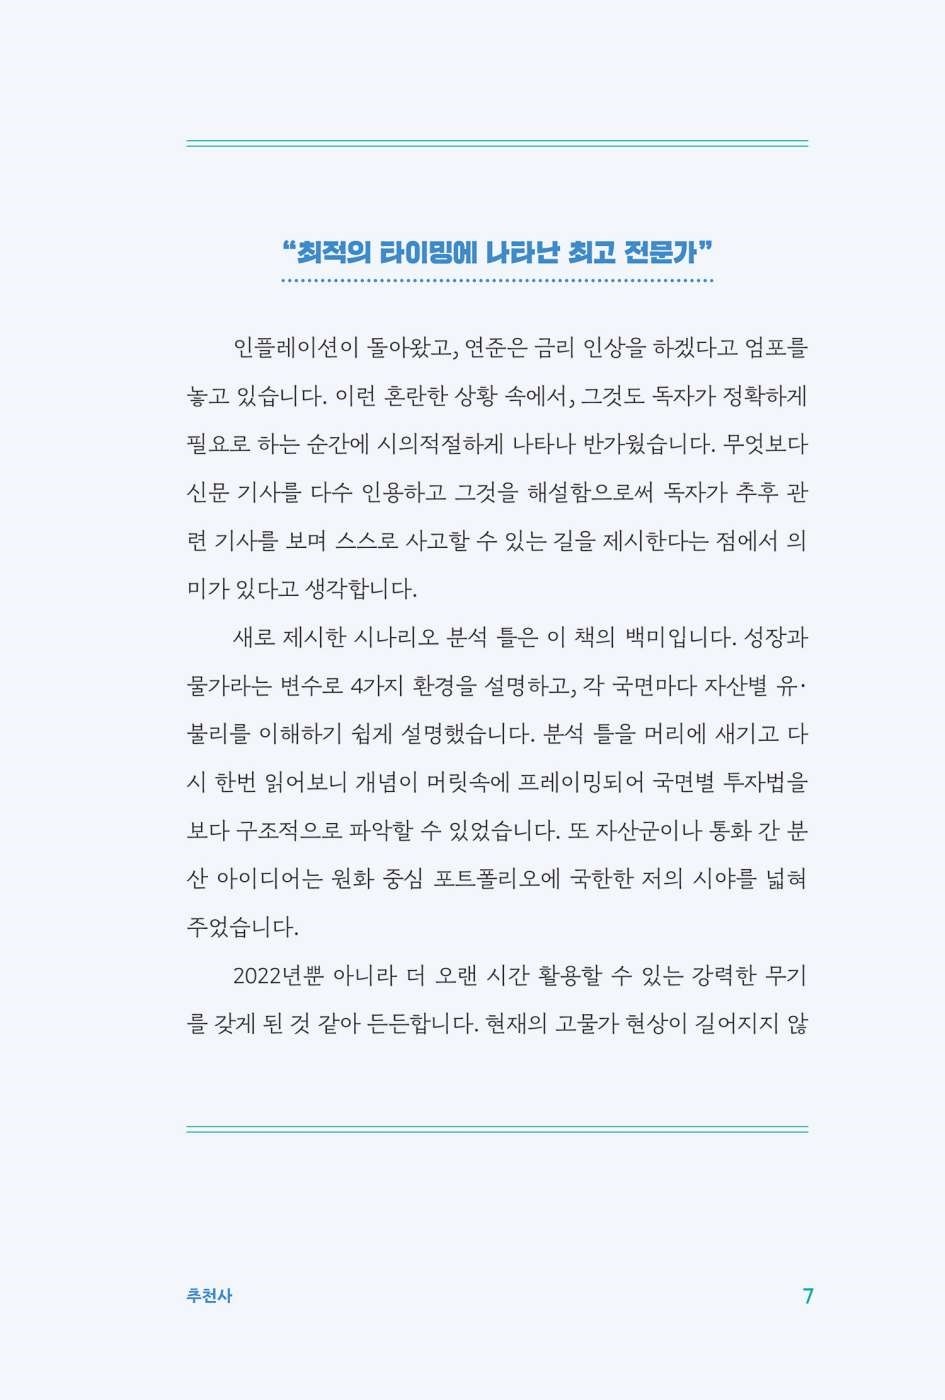 “최적의 타이밍에 나타난 최고 전문가”
인플레이션이 돌아왔고, 연준은 금리 인상을 하겠다고 엄포를
놓고 있습니다. 이런 혼란한 상황 속에서, 그것도 독자가 정확하게
필요로 하는 순간에 시의적절하게 나타나 반가웠습니다. 무엇보다
신문 기사를 다수 인용하고 그것을 해설함으로써 독자가 추후 관
련 기사를 보며 스스로 사고할 수 있는 길을 제시한다는 점에서 의
미가 있다고 생각합니다.
새로 제시한 시나리오 분석 틀은 이 책의 백미입니다. 성장과
물가라는 변수로 4가지 환경을 설명하고, 각 국면마다 자산별 유·
불리를 이해하기 쉽게 설명했습니다. 분석 틀을 머리에 새기고 다
시 한번 읽어보니 개념이 머릿속에 프레이밍되어 국면별 투자법을
보다 구조적으로 파악할 수 있었습니다. 또 자산군이나 통화 간 분
산 아이디어는 원화 중심 포트폴리오에 국한한 저의 시야를 넓혀
주었습니다.
2022년뿐 아니라 더 오랜 시간 활용할 수 있는 강력한 무기
를 갖게 된 것 같아 든든합니다. 현재의 고물가 현상이 길어지지 않
추천사
7